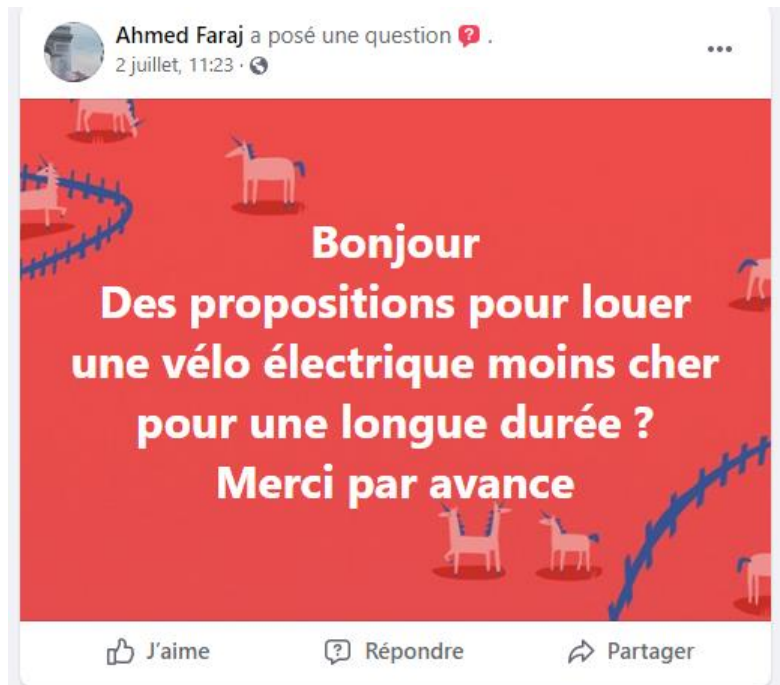 Ahmed Faraj a posé une question ? .
2 juillet, 11:23 ·
Bonjour
Des propositions pour louer
une vélo électrique moins cher
pour une longue durée ?
Merci par avance
J'aime
Répondre
Partager